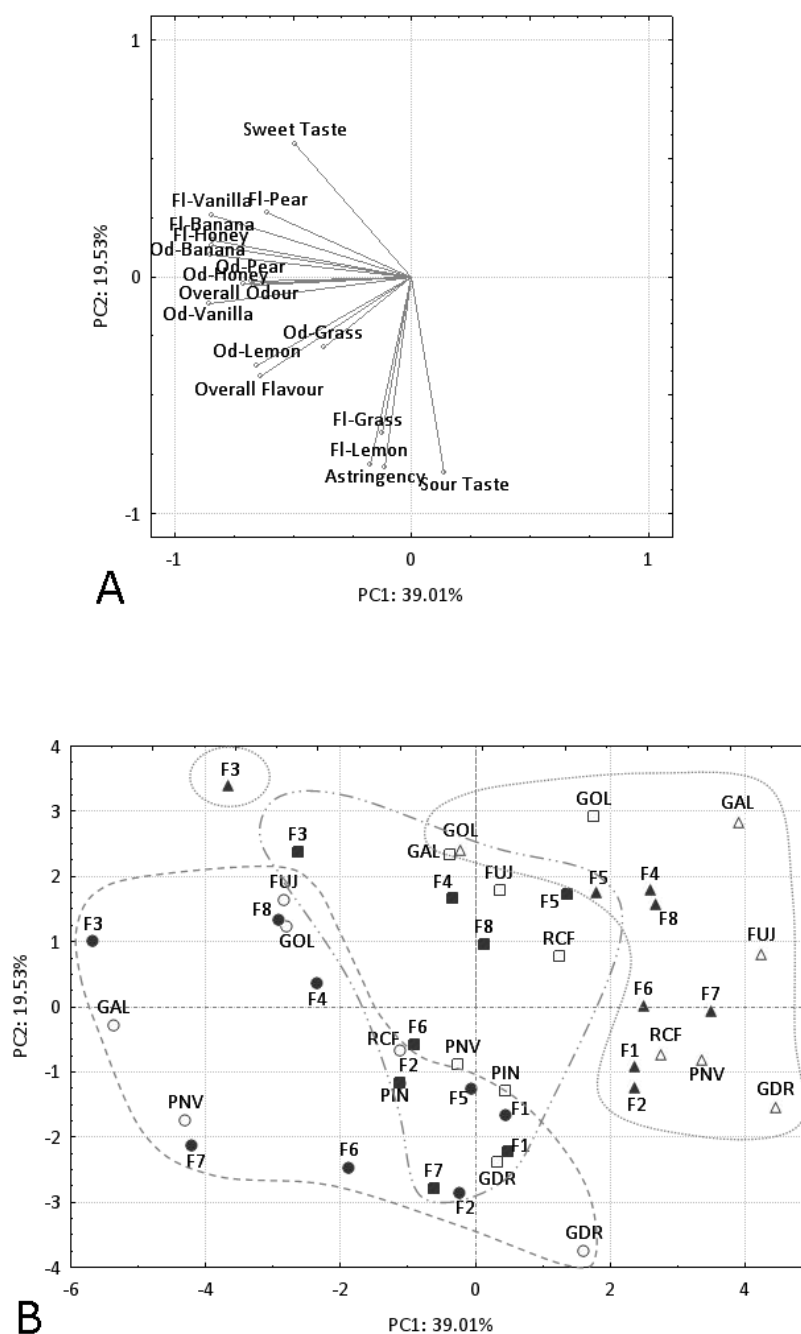 1
Sweet Taste
Fl-Vanilla
Fl-Pear
Fl-Banana
Fl-Honey
Od-Banana
Od-Pear
Od-Honey
Overall Odour
Od-Vanilla
Od-Grass
Od-Lemon
Overall Flavour
Fl-Grass
Fl-Lemon
Astringency
Sour Taste
PC2: 19.53%
0
-1
-1 0 1
PC1: 39.01%
A
4
3
2
1
0
-1
-2
-3
-4
PC2: 19.53%
F3
GOL
GAL
F3
GAL
GOL
FUJ
FUJ
F4
F5
F5
F4
F8
F3
F8
GOL
F8
RCF
FUJ
F4
GAL
F6
F7
RCF
F6
F2
PNV
RCF
PNV
F1
F2
PIN
PIN
F5
F1
GDR
PNV
F7
F6
F7
F1
GDR
F2
GDR
-6 -4 -2 0 2 4
PC1: 39.01%
B